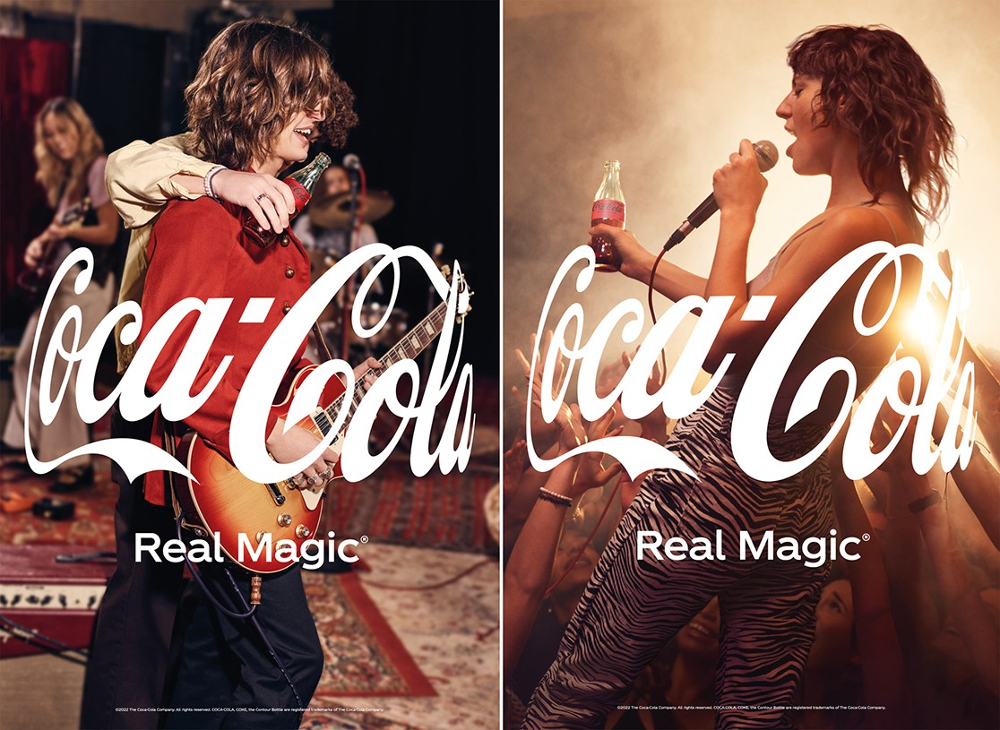 Coca-Cola
Real Magic®
©2022 The Coca-Cola Company. All rights reserved. COCA-COLA, COKE, the Contour Bottle are registered trademarks of The Coca-Cola Company.
Coca-Cola
Coca-Cola
Real Magic®
©2022 The Coca-Cola Company. All rights reserved. COCA-COLA, COKE, the Contour Bottle are registered trademarks of The Coca-Cola Company.